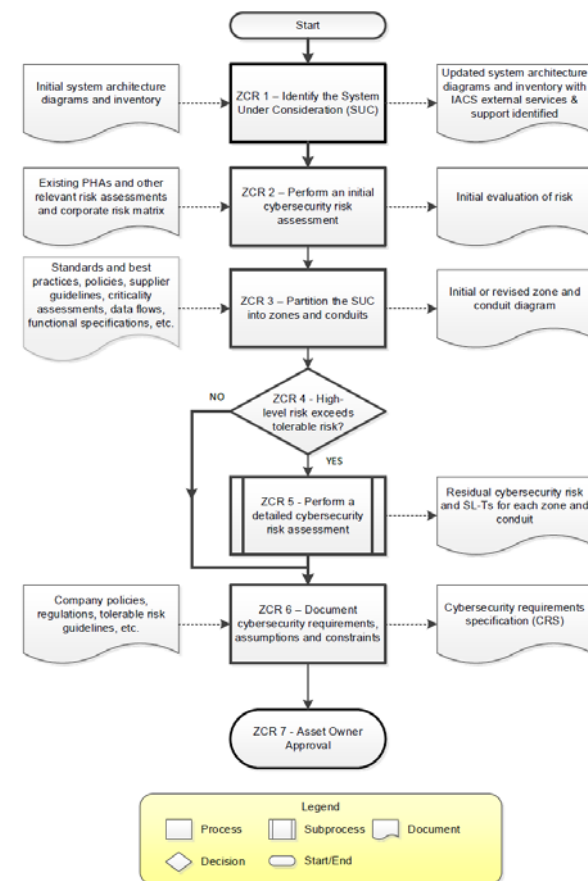 Start
Initial system architecture
diagrams and inventory
ZCR 1 – Identify the System
Under Consideration (SUC)
Updated system architecture
diagrams and inventory with
IACS external services &
support identified
Existing PHAs and other
relevant risk assessments
and corporate risk matrix
ZCR 2 – Perform an initial
cybersecurity risk
assessment
Initial evaluation of risk
Standards and best
practices, policies, supplier
guidelines, criticality
assessments, data flows,
functional specifications, etc.
ZCR 3 – Partition the SUC
into zones and conduits
Initial or revised zone and
conduit diagram
NO
ZCR 4 - High-
level risk exceeds
tolerable risk?
YES
ZCR 5 - Perform a
detailed cybersecurity
risk assessment
Residual cybersecurity risk
and SL-Ts for each zone and
conduit
Company policies,
regulations, tolerable risk
guidelines, etc.
ZCR 6 – Document
cybersecurity requirements,
assumptions and constraints
Cybersecurity requirements
specification (CRS)
ZCR 7 - Asset Owner
Approval
Legend
Process
Subprocess
Document
Decision
Start/End